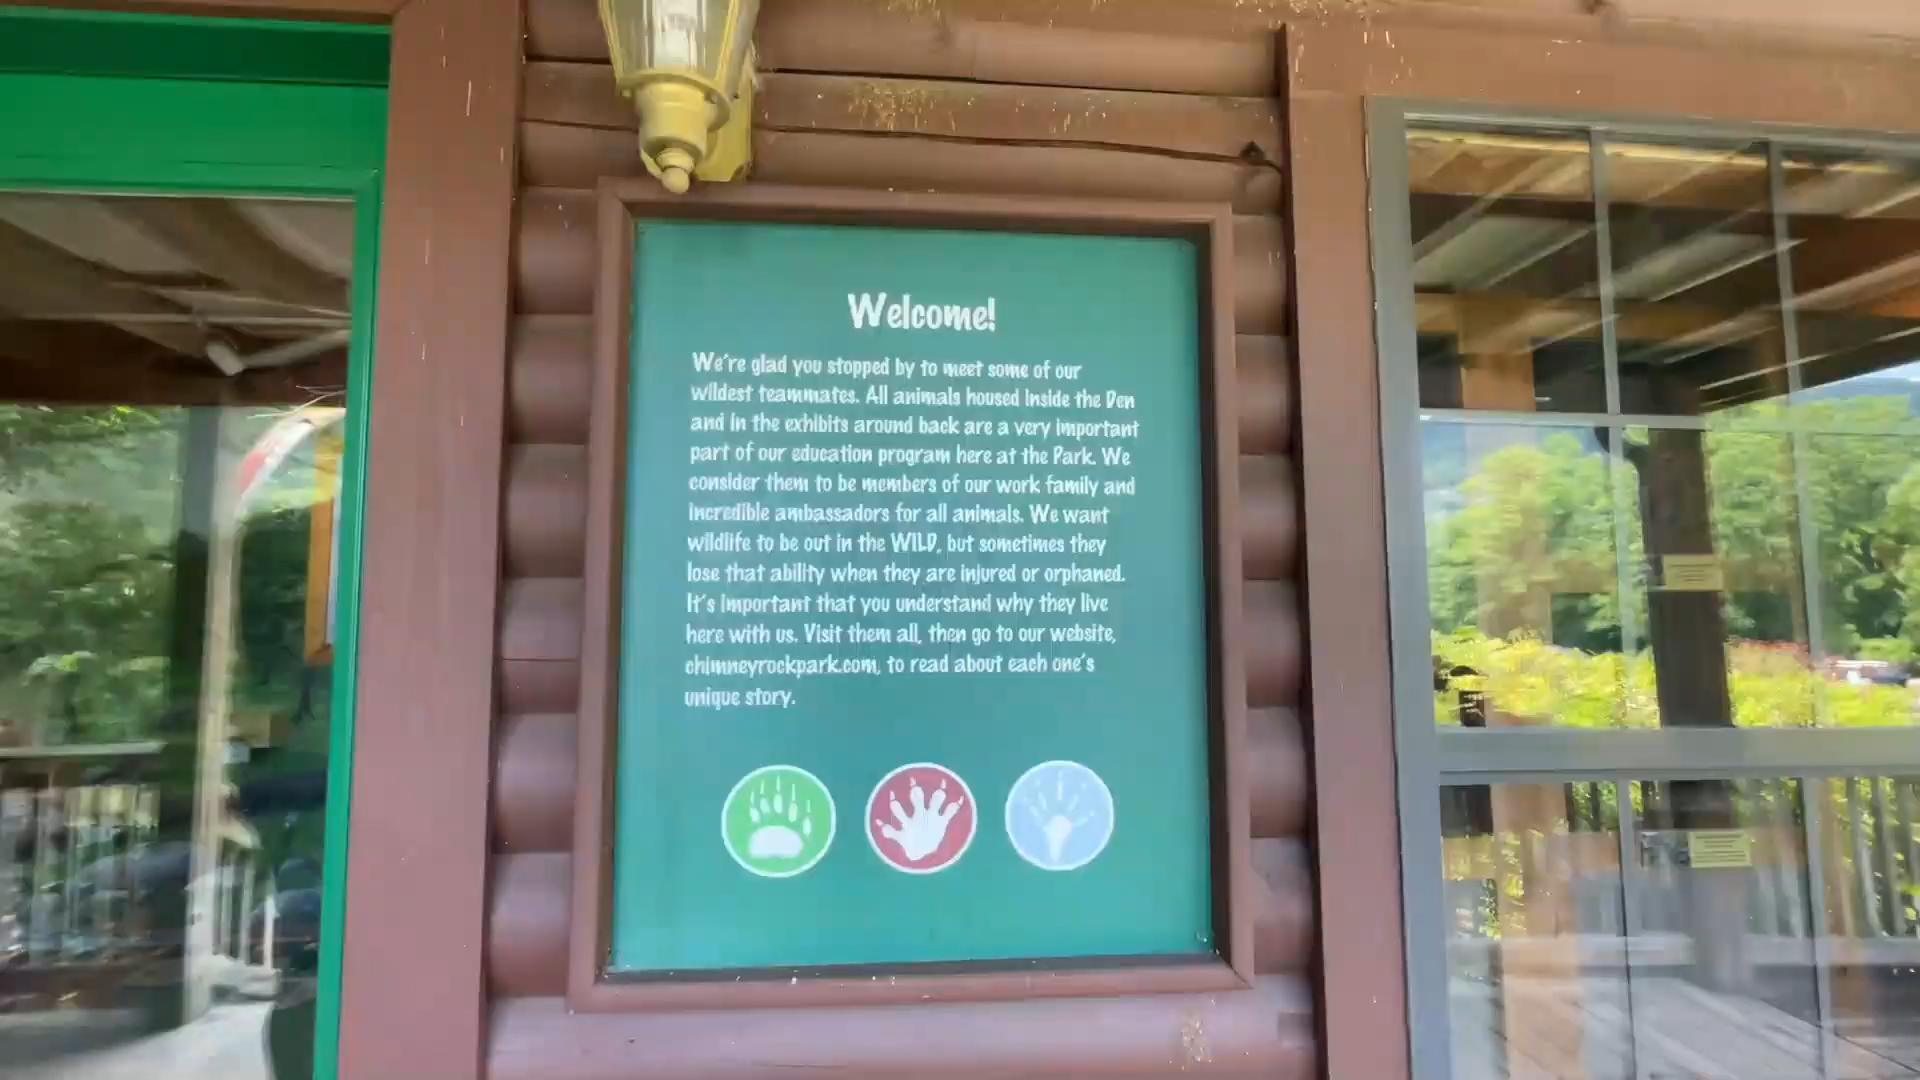 Welcome!
We're glad you stopped by to meet some of our
wildest teammates. All animals housed inside the Den
and in the exhibits around back are a very important
part of our education program here at the Park. We
consider them to be members of our work family and
incredible ambassadors for all animals. We want
wildlife to be out in the WILD, but sometimes they
lose that ability when they are injured or orphaned.
It's important that you understand why they live
here with us. Visit them all, then go to our website,
chimneyrockpark.com, to read about each one's
unique story.